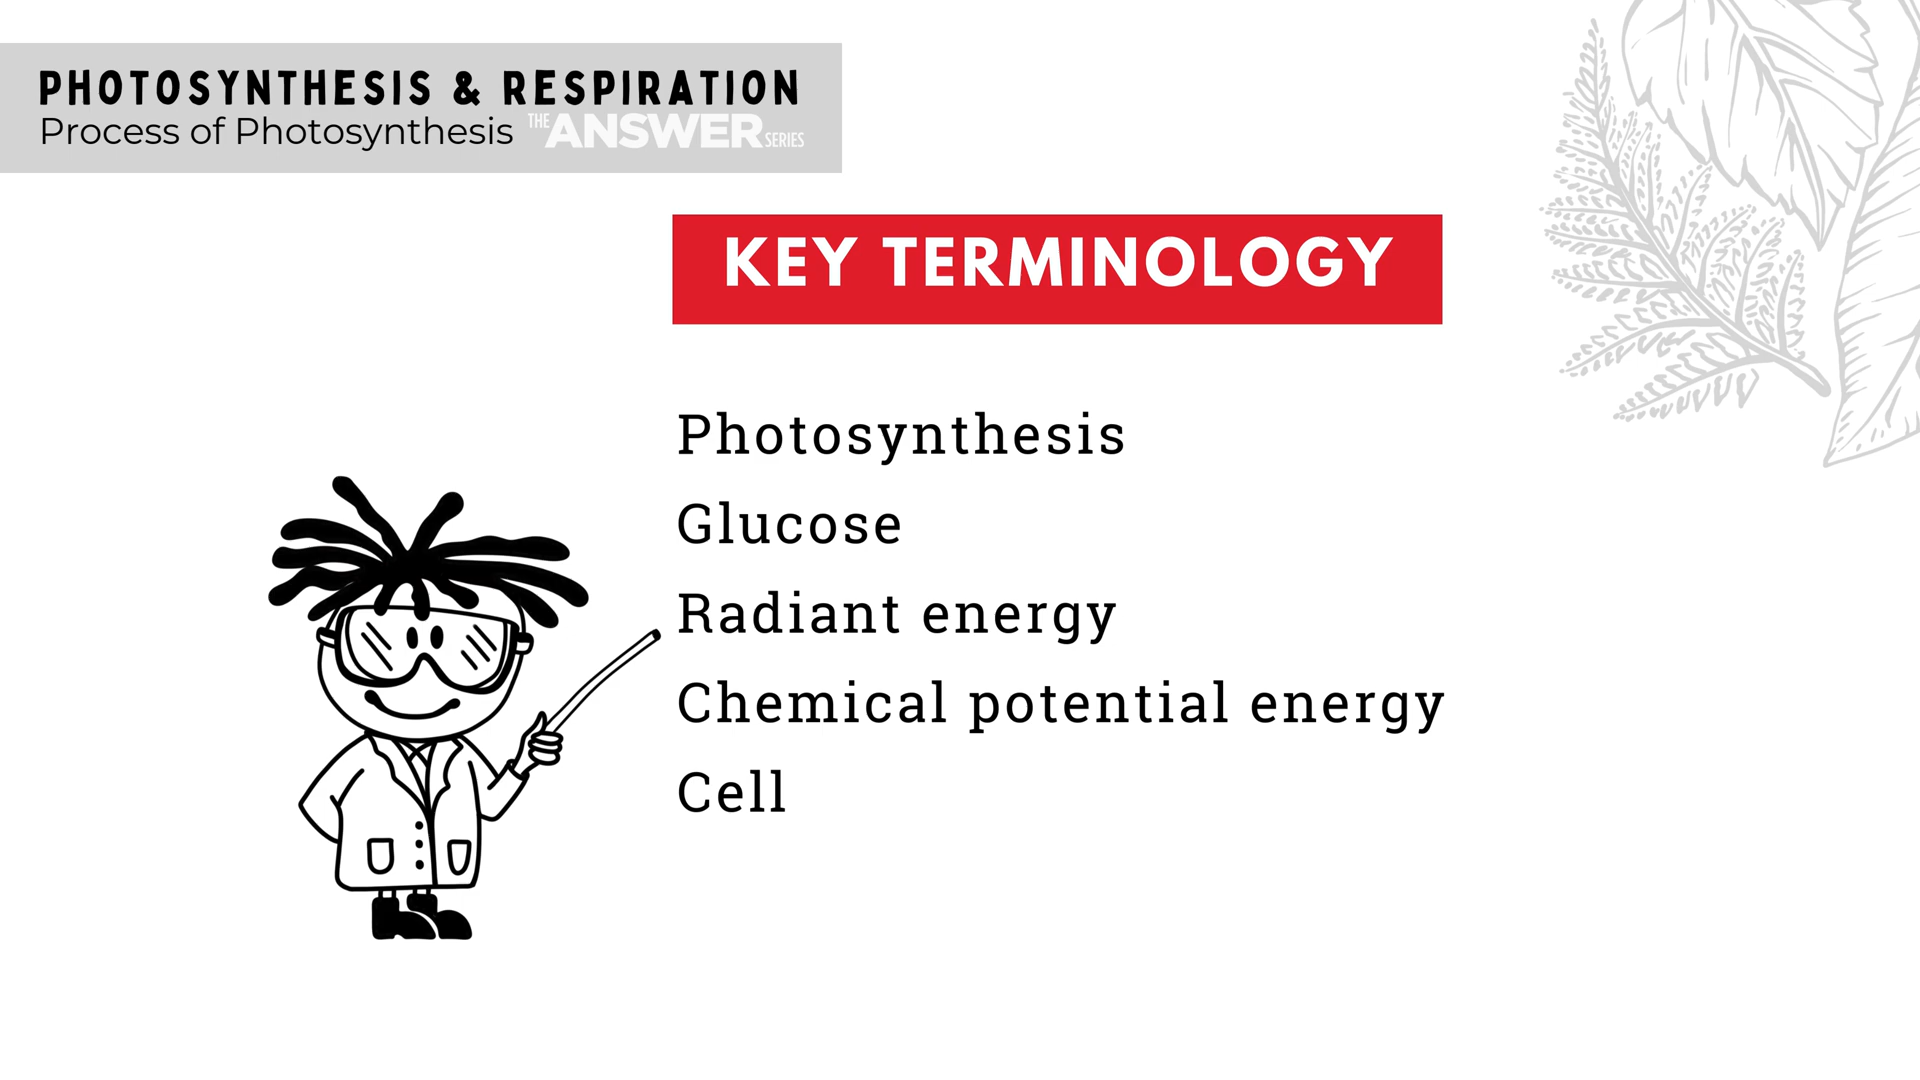 PHOTOSYNTHESIS & RESPIRATION
Process of Photosynthesis THE ANSWER SERIES
KEY TERMINOLOGY
Photosynthesis
Glucose
Radiant energy
Chemical potential energy
Cell